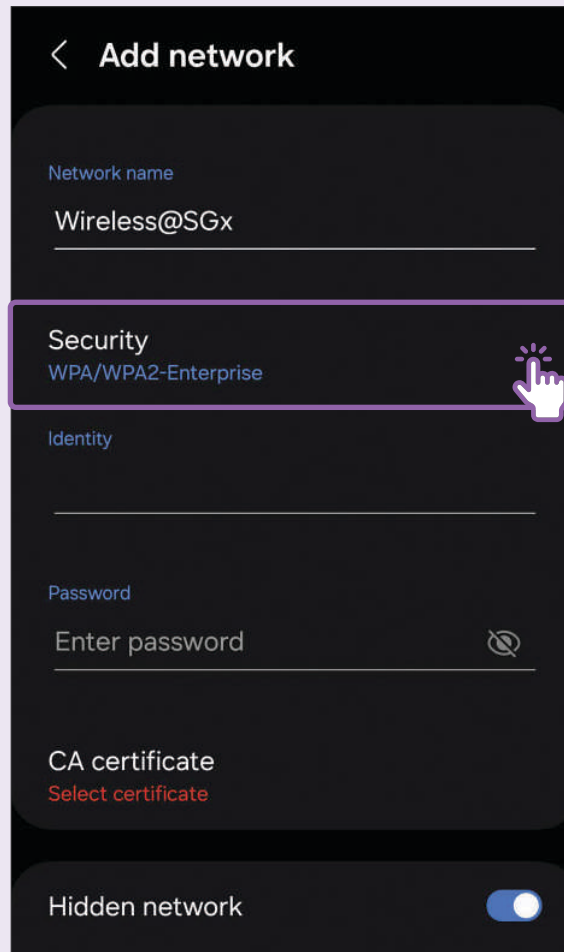 Add network
Network name
Wireless@SGx
Security
WPA/WPA2-Enterprise
Identity
Password
Enter password
CA certificate
Select certificate
Hidden network